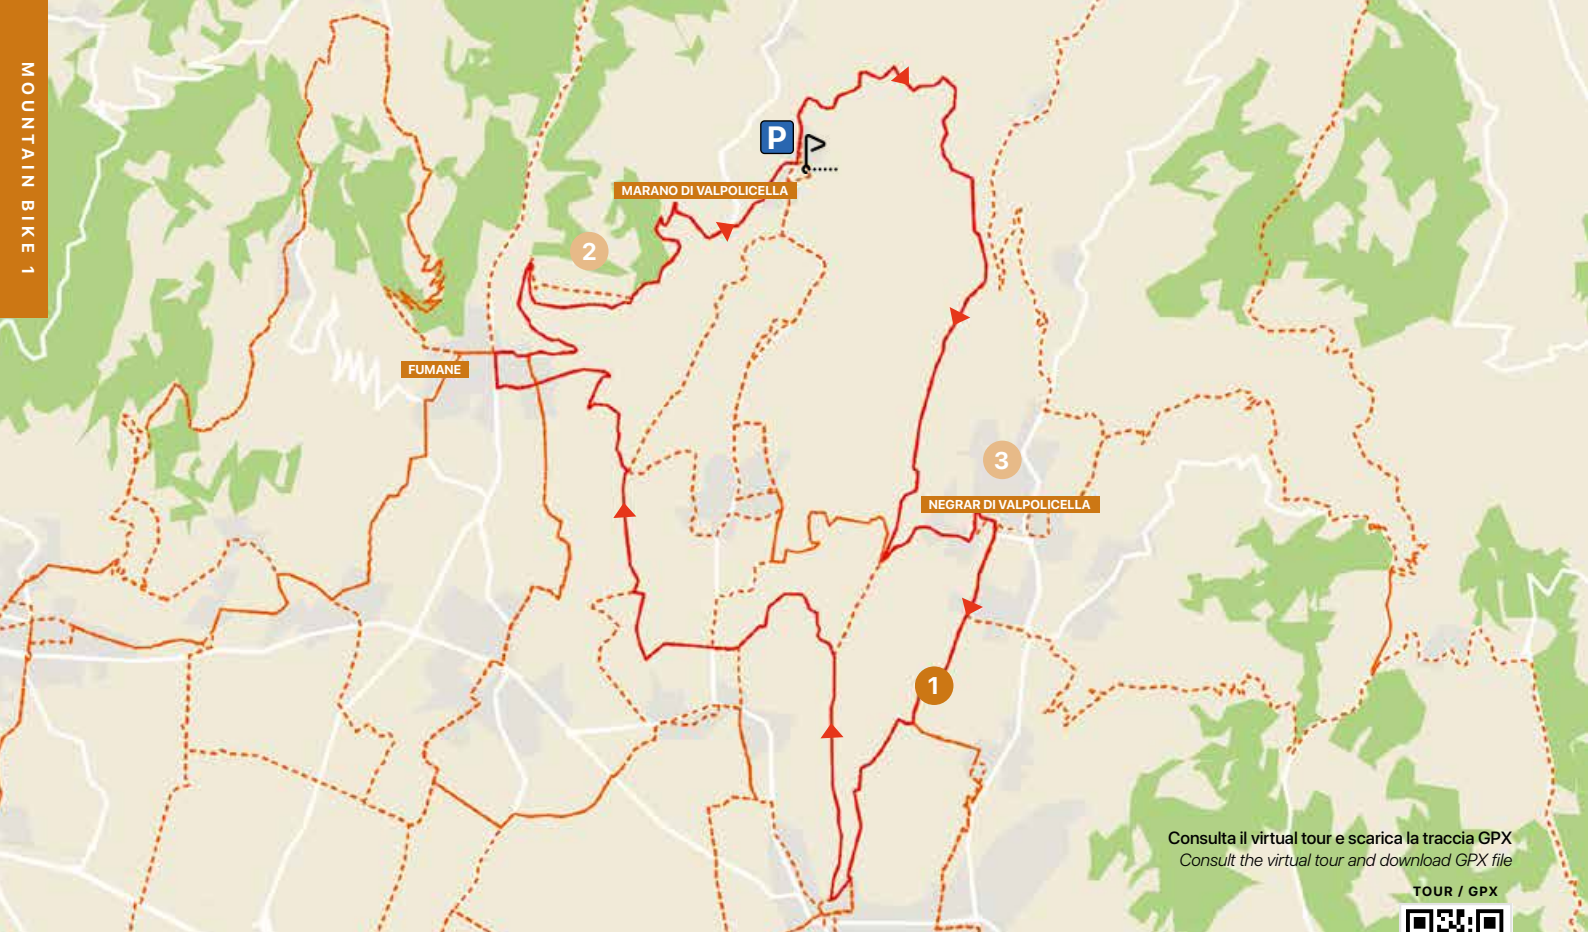 MOUNTAIN BIKE 1
P
MARANO DI VALPOLICELLA
2
FUMANE
3
NEGRAR DI VALPOLICELLA
1
Consulta il virtual tour e scarica la traccia GPX
Consult the virtual tour and download GPX file
TOUR / GPX